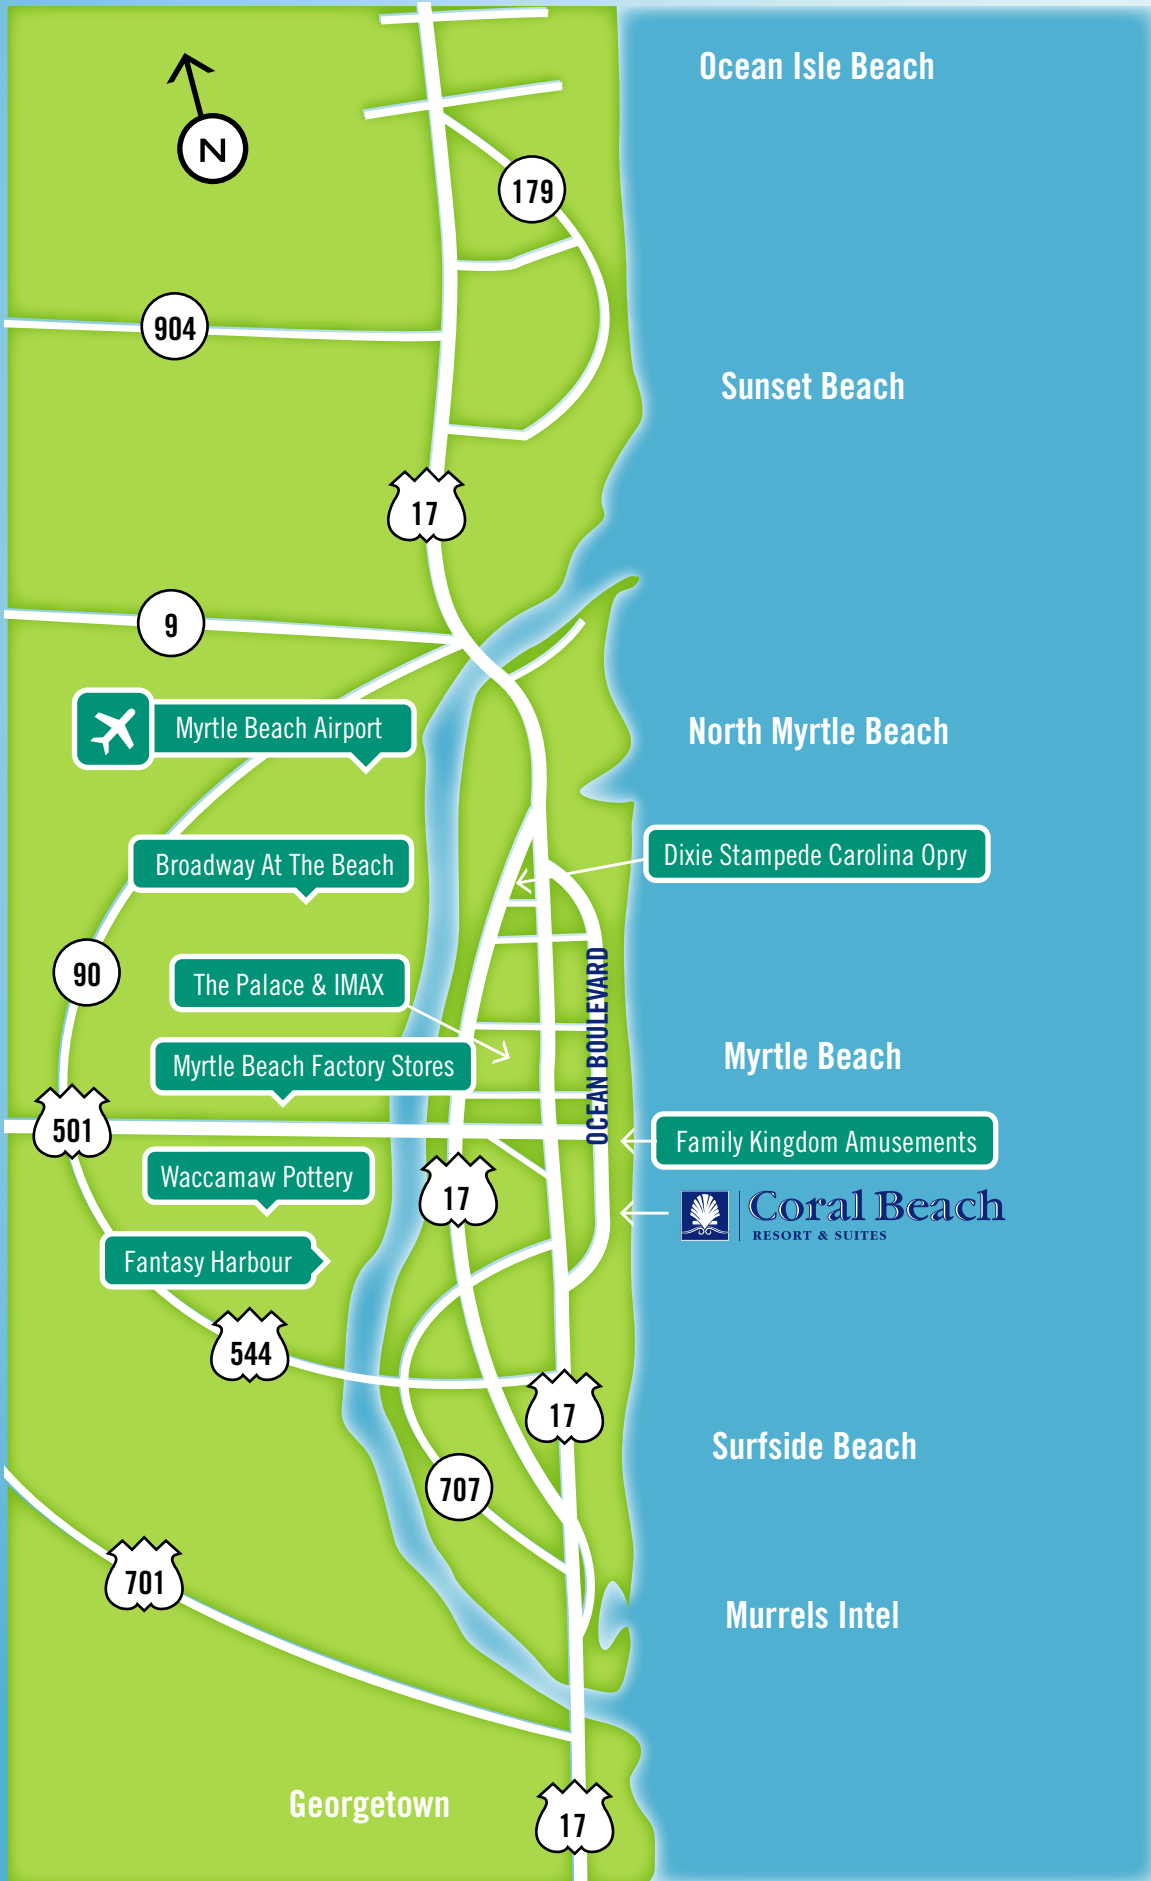 Ocean Isle Beach
N
179
904
Sunset Beach
17
9
Myrtle Beach Airport
North Myrtle Beach
Broadway At The Beach
Dixie Stampede Carolina Opry
90
The Palace & IMAX
OCEAN BOULEVARD
Myrtle Beach Factory Stores
Myrtle Beach
501
Family Kingdom Amusements
Waccamaw Pottery
17
Coral Beach
RESORT & SUITES
Fantasy Harbour
544
17
Surfside Beach
707
701
Murrels Intel
Georgetown
17